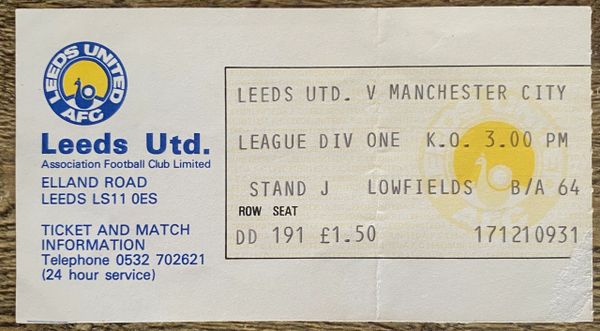 LEEDS UNITED
AFC
Leeds Utd.
Association Football Club Limited
ELLAND ROAD
LEEDS LS11 0ES
TICKET AND MATCH
INFORMATION
Telephone 0532 702621
(24 hour service)
LEEDS UTD. V MANCHESTER CITY
LEAGUE DIV ONE K.O. 3.00 PM
STAND J LOWFIELDS B/A 64
ROW SEAT
DD 191 £1.50 171210931